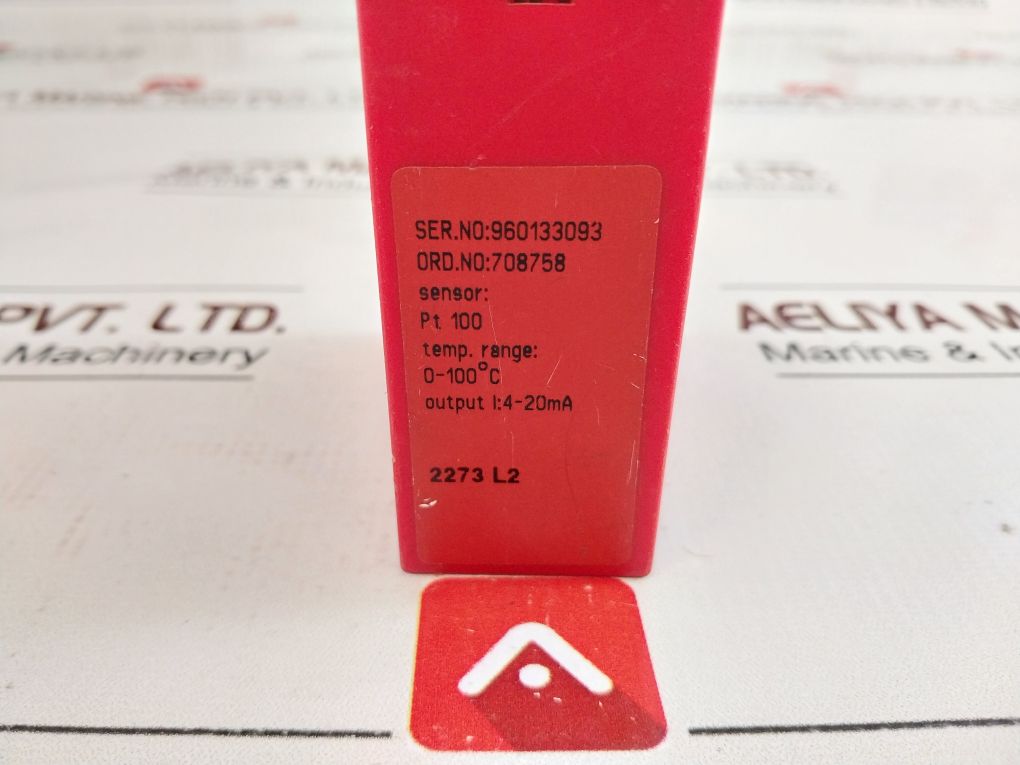 SER.NO:960133093
ORD.NO:708758
sensor:
Pt 100
temp. range:
0-100°C
output I:4-20mA
2273 L2
PVT. LTD.
Machinery
AELIYA M
Marine & In